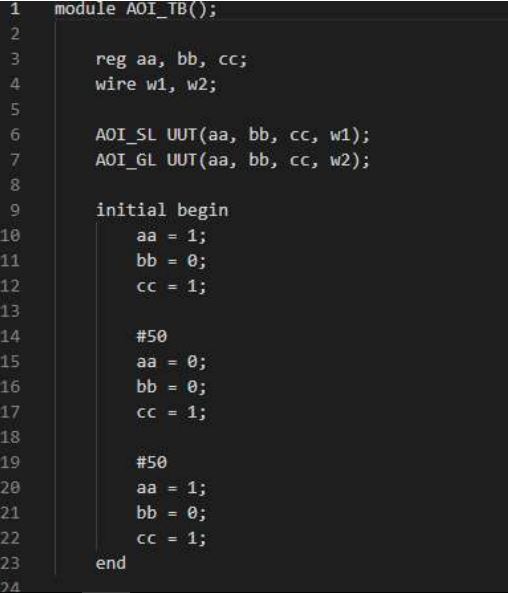 1 module AOI_TB();
2
3 reg aa, bb, cc;
4 wire w1, w2;
5
6 AOI_SL UUT(aa, bb, cc, w1);
7 AOI_GL UUT(aa, bb, cc, w2);
8
9 initial begin
10 aa = 1;
11 bb = 0;
12 cc = 1;
13
14 #50
15 aa = 0;
16 bb = 0;
17 cc = 1;
18
19 #50
20 aa = 1;
21 bb = 0;
22 cc = 1;
23 end
24